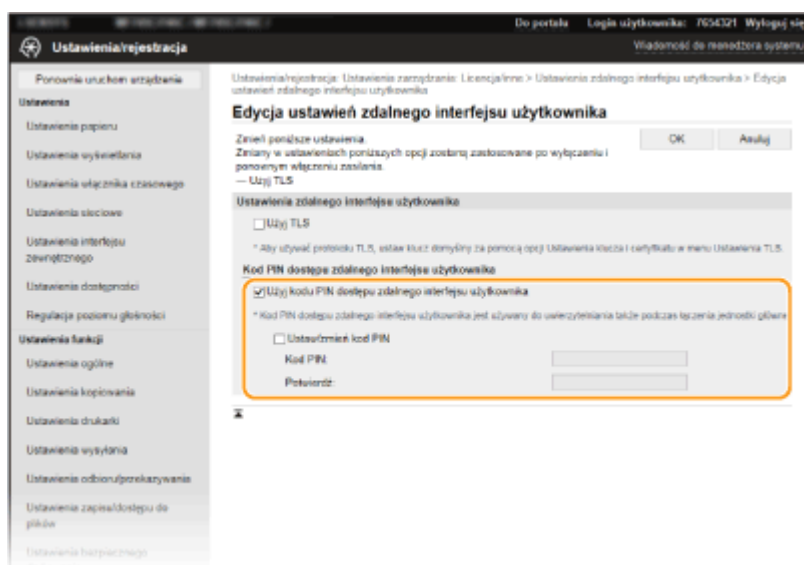 Do portalu Login użytkownika: 7654321 Wyloguj się
Ustawienia/rejestracja
Wiadomość do menedżera systemu
Ponownie uruchom urządzenie
Ustawienia
Ustawienia papieru
Ustawienia wyświetlania
Ustawienia włącznika czasowego
Ustawienia sieciowe
Ustawienia interfejsu
zewnętrznego
Ustawienia dostępności
Regulacja poziomu głośności
Ustawienia funkcji
Ustawienia ogólne
Ustawienia kopiowania
Ustawienia drukarki
Ustawienia wysyłania
Ustawienia odbioru/przekazywania
Ustawienia zapisu/dostępu do
plików
Ustawienia bezpiecznego
Ustawienia/rejestracja: Ustawienia zarządzania: Licencja/Inne > Ustawienia zdalnego interfejsu użytkownika > Edycja
ustawień zdalnego interfejsu użytkownika
Edycja ustawień zdalnego interfejsu użytkownika
Zmień poniższe ustawienia.
OK Anuluj
Zmiany w ustawieniach poniższych opcji zostaną zastosowane po wyłączeniu i
ponownym włączeniu zasilania.
— Użyj TLS
Ustawienia zdalnego interfejsu użytkownika
Użyj TLS
* Aby używać protokołu TLS, ustaw klucz domyślny za pomocą opcji Ustawienia klucza i certyfikatu w menu Ustawienia TLS.
Kod PIN dostępu zdalnego interfejsu użytkownika
Użyj kodu PIN dostępu zdalnego interfejsu użytkownika
* Kod PIN dostępu zdalnego interfejsu użytkownika jest używany do uwierzytelniania także podczas łączenia jednostki główne
Ustaw/zmień kod PIN
Kod PIN:
Potwierdź: